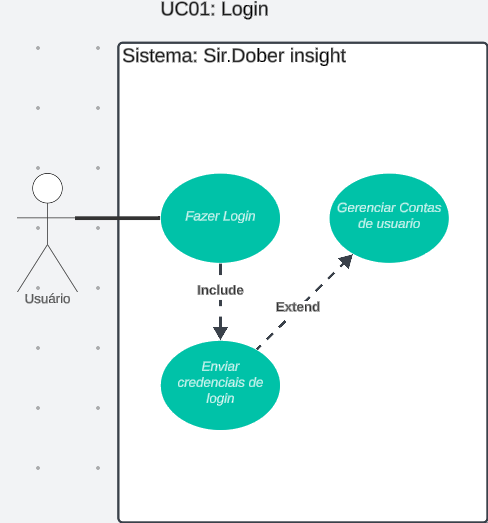 UC01: Login
Sistema: Sir.Dober insight
Fazer Login
Gerenciar Contas
de usuario
Usuário
Include
Extend
Enviar
credenciais de
login